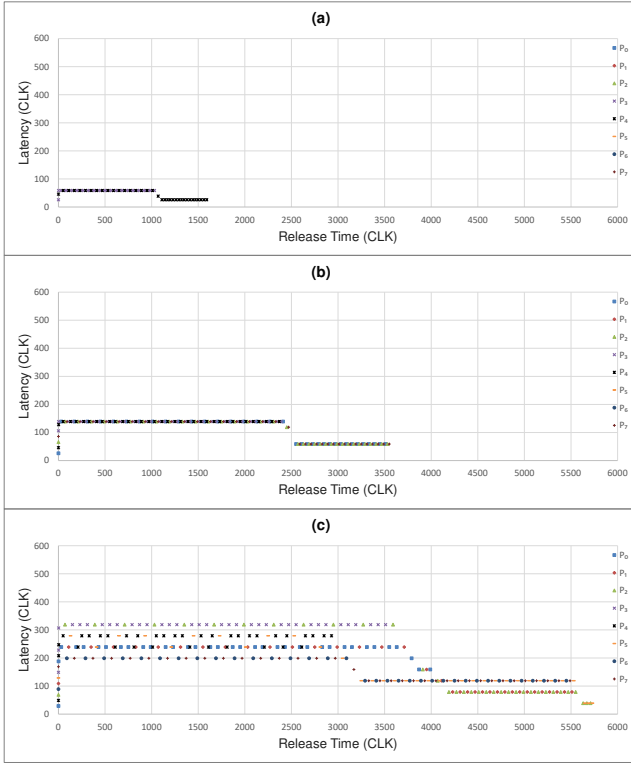 (a)
600
500
400
300
200
100
0
0 500 1000 1500 2000 2500 3000 3500 4000 4500 5000 5500 6000
Latency (CLK)
Release Time (CLK)
P₀
P₁
P₂
P₃
P₄
P₅
P₆
P₇
(b)
600
500
400
300
200
100
0
0 500 1000 1500 2000 2500 3000 3500 4000 4500 5000 5500 6000
Latency (CLK)
Release Time (CLK)
P₀
P₁
P₂
P₃
P₄
P₅
P₆
P₇
(c)
600
500
400
300
200
100
0
0 500 1000 1500 2000 2500 3000 3500 4000 4500 5000 5500 6000
Latency (CLK)
Release Time (CLK)
P₀
P₁
P₂
P₃
P₄
P₅
P₆
P₇